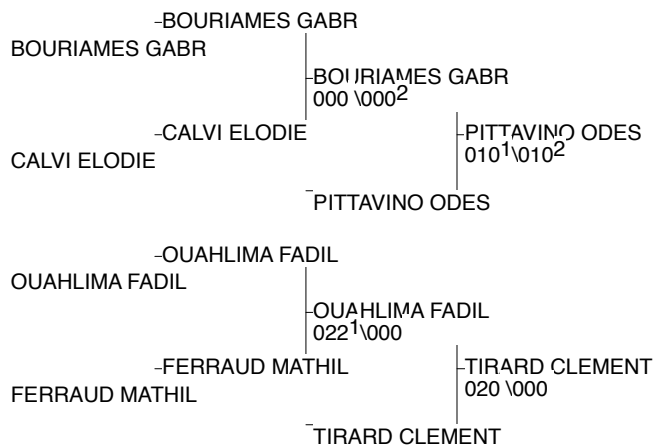 BOURIAMES GABR
BOURIAMES GABR
BOURIAMES GABR
000 \000²
CALVI ELODIE
PITTAVINO ODES
010¹\010²
CALVI ELODIE
PITTAVINO ODES
OUAHLIMA FADIL
OUAHLIMA FADIL
OUAHLIMA FADIL
022¹\000
FERRAUD MATHIL
TIRARD CLEMENT
020 \000
FERRAUD MATHIL
TIRARD CLEMENT